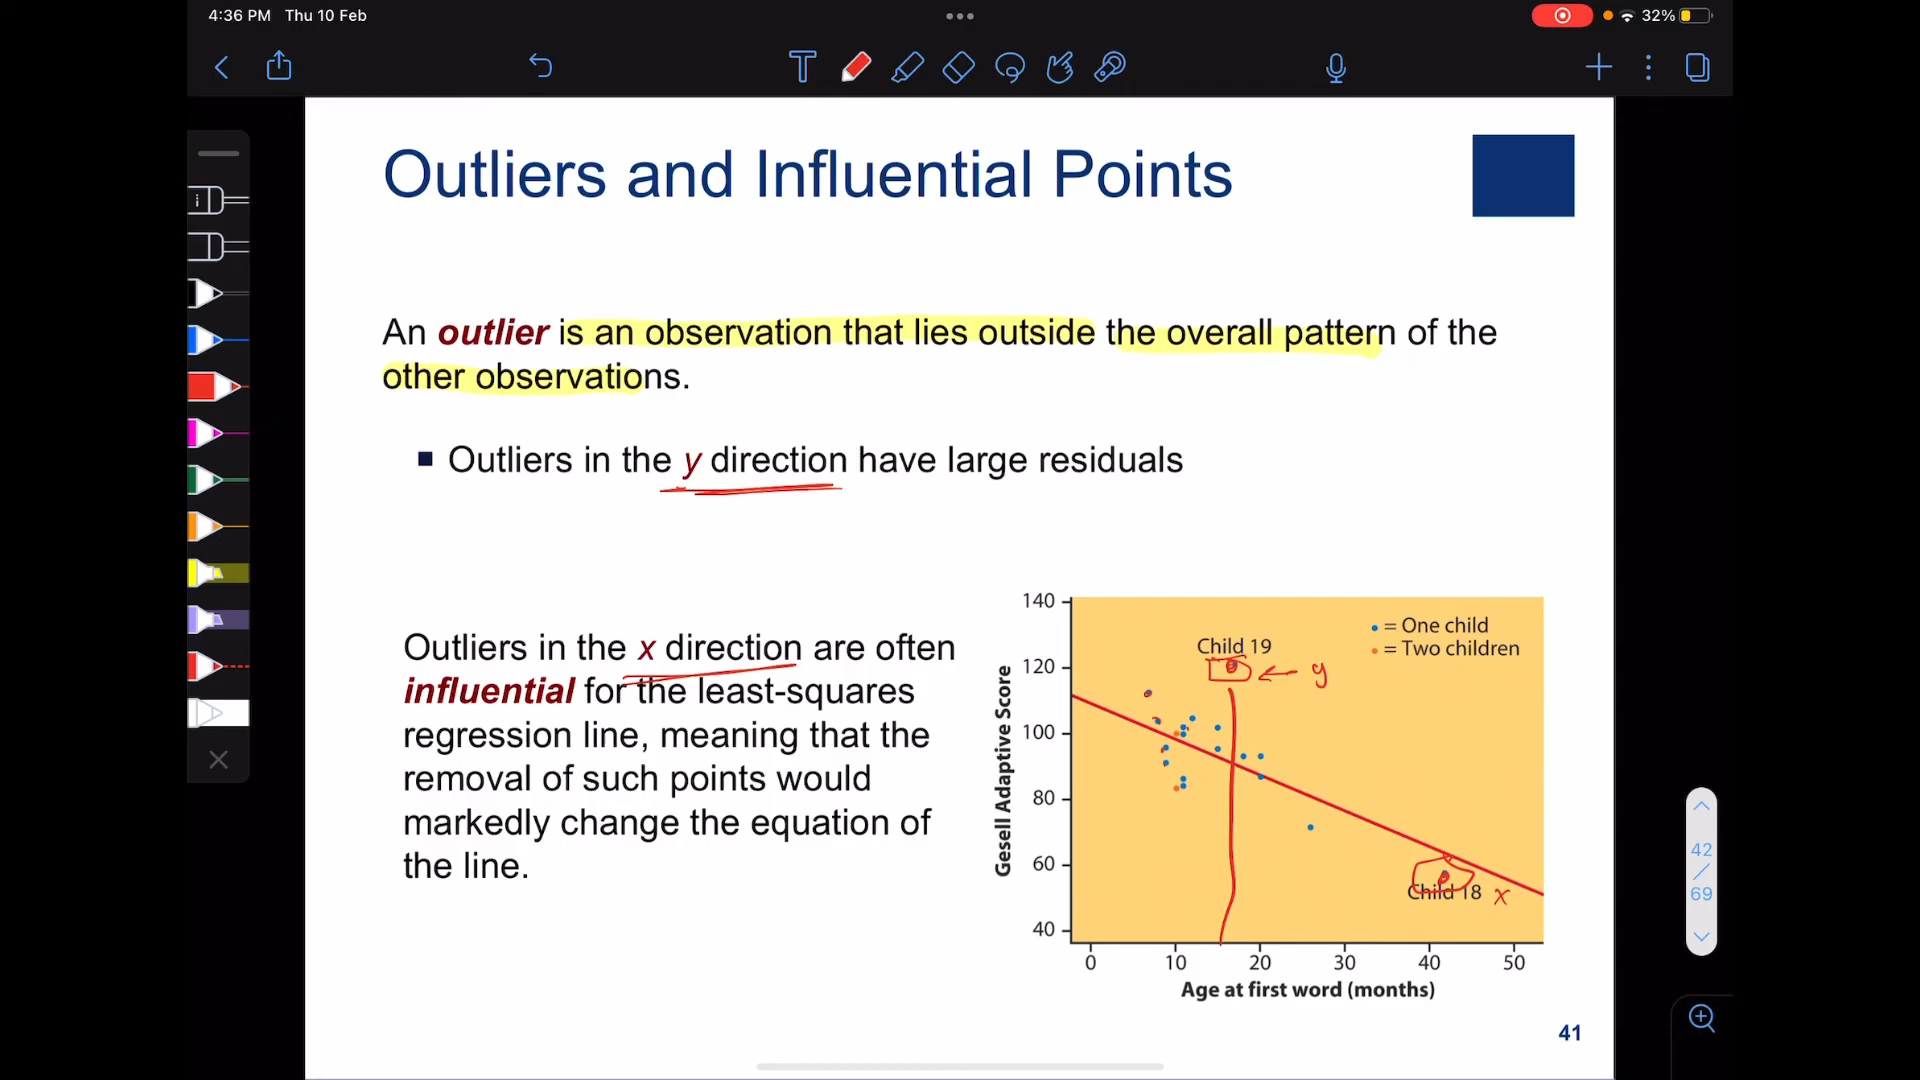 4:36 PM Thu 10 Feb
32%
Outliers and Influential Points
An outlier is an observation that lies outside the overall pattern of the
other observations.
Outliers in the y direction have large residuals
Outliers in the x direction are often
influential for the least-squares
regression line, meaning that the
removal of such points would
markedly change the equation of
the line.
140
120
100
80
60
40
Gesell Adaptive Score
= One child
= Two children
Child 19
y
Child 18
x
0 10 20 30 40 50
Age at first word (months)
41
42
69